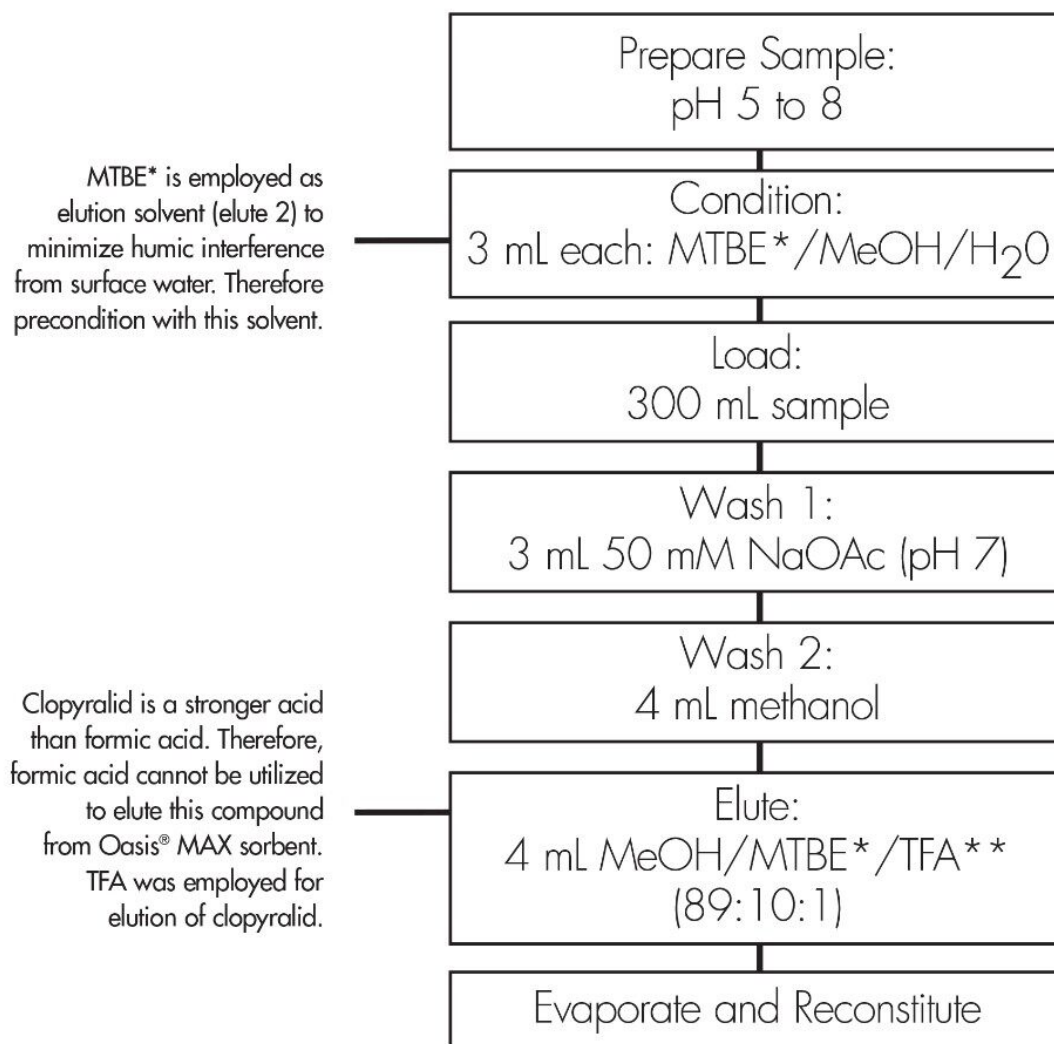 Prepare Sample:
pH 5 to 8
MTBE* is employed as
elution solvent (elute 2) to
minimize humic interference
from surface water. Therefore
precondition with this solvent.
Condition:
3 mL each: MTBE*/MeOH/H₂0
Load:
300 mL sample
Wash 1:
3 mL 50 mM NaOAc (pH 7)
Wash 2:
4 mL methanol
Clopyralid is a stronger acid
than formic acid. Therefore,
formic acid cannot be utilized
to elute this compound
from Oasis® MAX sorbent.
TFA was employed for
elution of clopyralid.
Elute:
4 mL MeOH/MTBE*/TFA**
(89:10:1)
Evaporate and Reconstitute